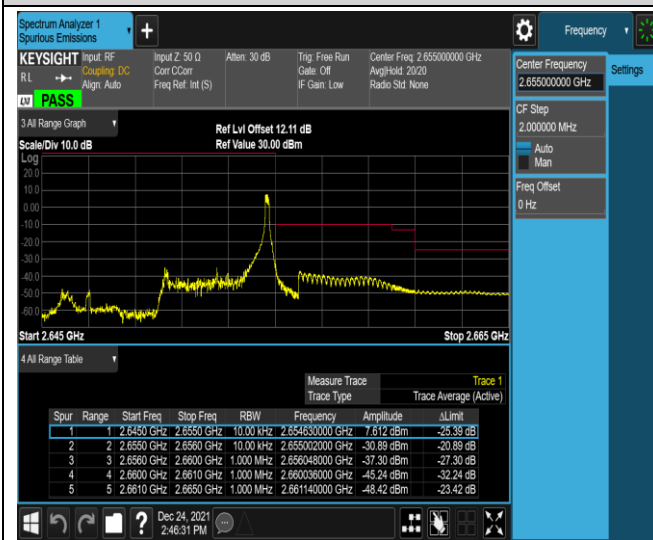 Spectrum Analyzer 1
Spurious Emissions
Frequency
KEYSIGHT Input: RF Input Z: 50 Ω Atten: 30 dB Trig: Free Run Center Freq: 2.655000000 GHz
RL Coupling: DC Corr CCorr Gate: Off Avg|Hold: 20/20
Align: Auto Freq Ref: Int (S) IF Gain: Low Radio Std: None
LXI PASS
Center Frequency
2.655000000 GHz
Settings
CF Step
2.000000 MHz
Auto
Man
Freq Offset
0 Hz
3 All Range Graph
Ref Lvl Offset 12.11 dB
Scale/Div 10.0 dB Ref Value 30.00 dBm
Log
20.0
10.0
0.00
-10.0
-20.0
-30.0
-40.0
-50.0
-60.0
Start 2.645 GHz Stop 2.665 GHz
4 All Range Table
Measure Trace Trace 1
Trace Type Trace Average (Active)
Spur Range Start Freq Stop Freq RBW Frequency Amplitude ΔLimit
1 1 2.6450 GHz 2.6550 GHz 10.00 kHz 2.654630000 GHz 7.612 dBm -25.39 dB
2 2 2.6550 GHz 2.6560 GHz 10.00 kHz 2.655002000 GHz -30.89 dBm -20.89 dB
3 3 2.6560 GHz 2.6600 GHz 1.000 MHz 2.656048000 GHz -37.30 dBm -27.30 dB
4 4 2.6600 GHz 2.6610 GHz 1.000 MHz 2.660036000 GHz -45.24 dBm -32.24 dB
5 5 2.6610 GHz 2.6650 GHz 1.000 MHz 2.661140000 GHz -48.42 dBm -23.42 dB
Dec 24, 2021
2:46:31 PM